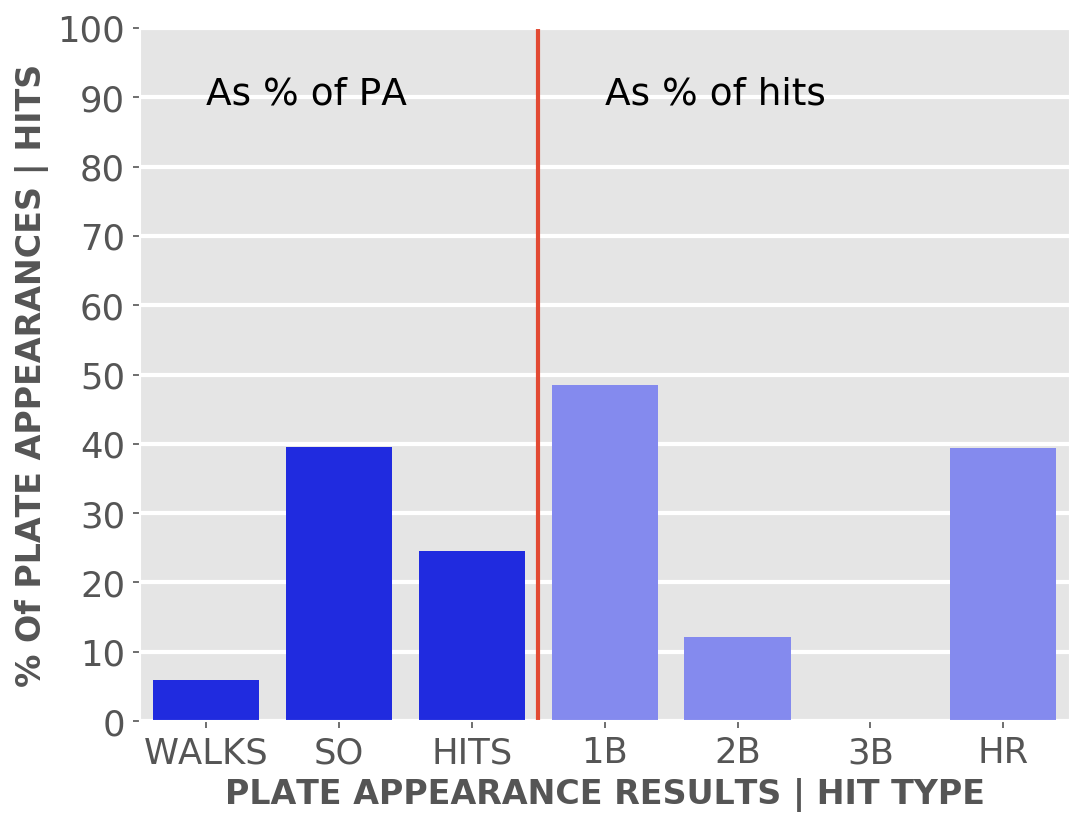 As % of PA
As % of hits
% Of PLATE APPEARANCES | HITS
100
90
80
70
60
50
40
30
20
10
0
WALKS SO HITS 1B 2B 3B HR
PLATE APPEARANCE RESULTS | HIT TYPE